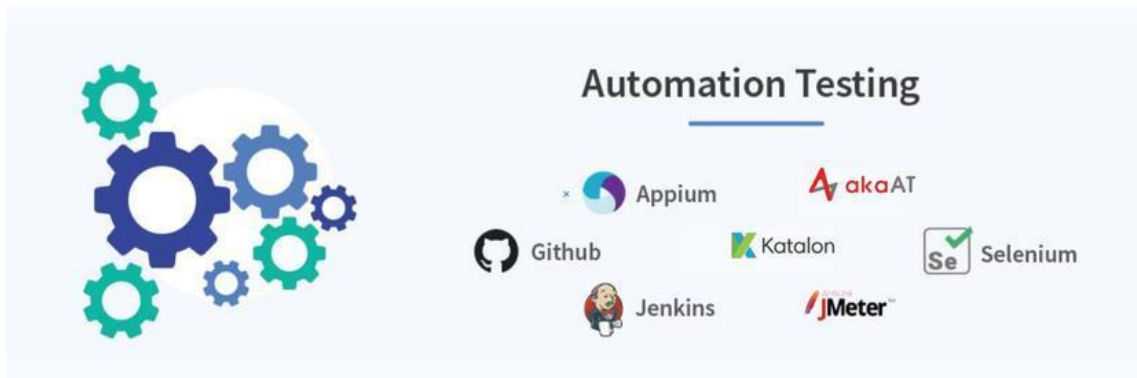 Automation Testing
Appium
akaAT
Github
Katalon
Se
Selenium
Jenkins
JMeter